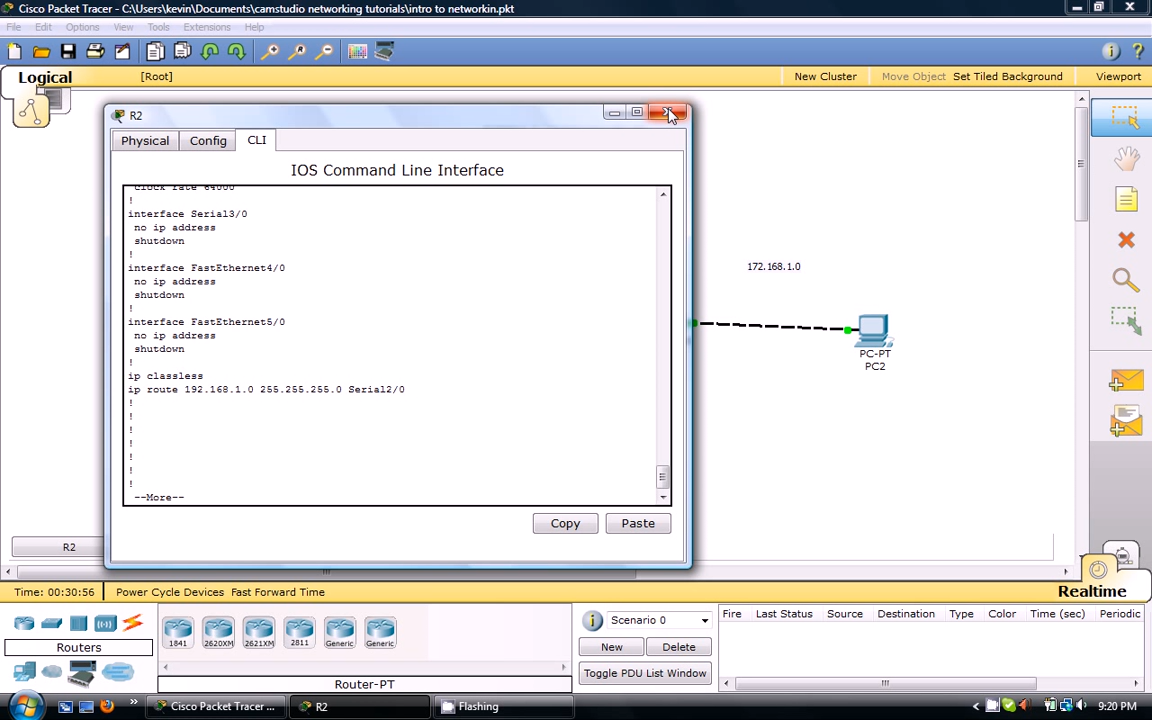 Cisco Packet Tracer - C:\Users\kevin\Documents\camstudio networking tutorials\intro to networkin.pkt
File Edit Options View Tools Extensions Help
Logical [Root] New Cluster Move Object Set Tiled Background Viewport
R2
Physical Config CLI
IOS Command Line Interface
clock rate 64000
!
interface Serial3/0
no ip address
shutdown
!
interface FastEthernet4/0
no ip address
shutdown
!
interface FastEthernet5/0
no ip address
shutdown
!
ip classless
ip route 192.168.1.0 255.255.255.0 Serial2/0
!
!
!
!
!
!
!
--More--
Copy Paste
172.168.1.0
PC-PT
PC2
R2
Time: 00:30:56 Power Cycle Devices Fast Forward Time Realtime
Routers
1841 2620XM 2621XM 2811 Generic Generic
Router-PT
Scenario 0
New Delete
Toggle PDU List Window
Fire Last Status Source Destination Type Color Time (sec) Periodic
Cisco Packet Tracer ... R2 Flashing 9:20 PM